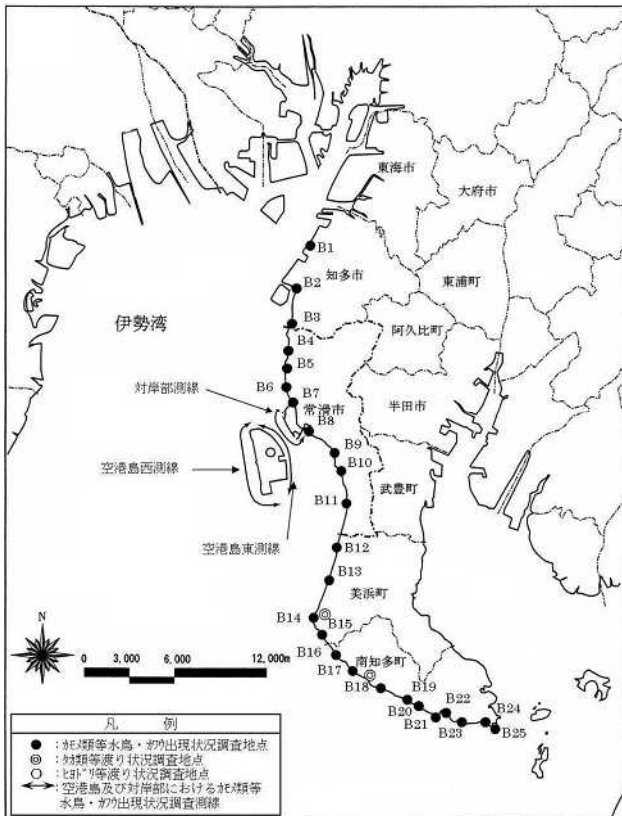 東海市
大府市
B1
知多市
B2
東浦町
B3
伊勢湾
阿久比町
B4
B5
対岸部測線
B6
B7
常滑市
半田市
B8
B9
空港島西測線
B10
武豊町
B11
空港島東測線
B12
B13
美浜町
B14
B15
N
B16
南知多町
B17
0 3,000 6,000 12,000m
B18
B19
B20
B22
B21
B23
B24
B25
凡 例
● :ｶﾓﾒ類等水鳥・ｶﾜｳ出現状況調査地点
◎ :ﾀｶ類等渡り状況調査地点
○ :ﾋﾖﾄﾞﾘ等渡り状況調査地点
:空港島及び対岸部におけるｶﾓﾒ類等
水鳥・ｶﾜｳ出現状況調査測線